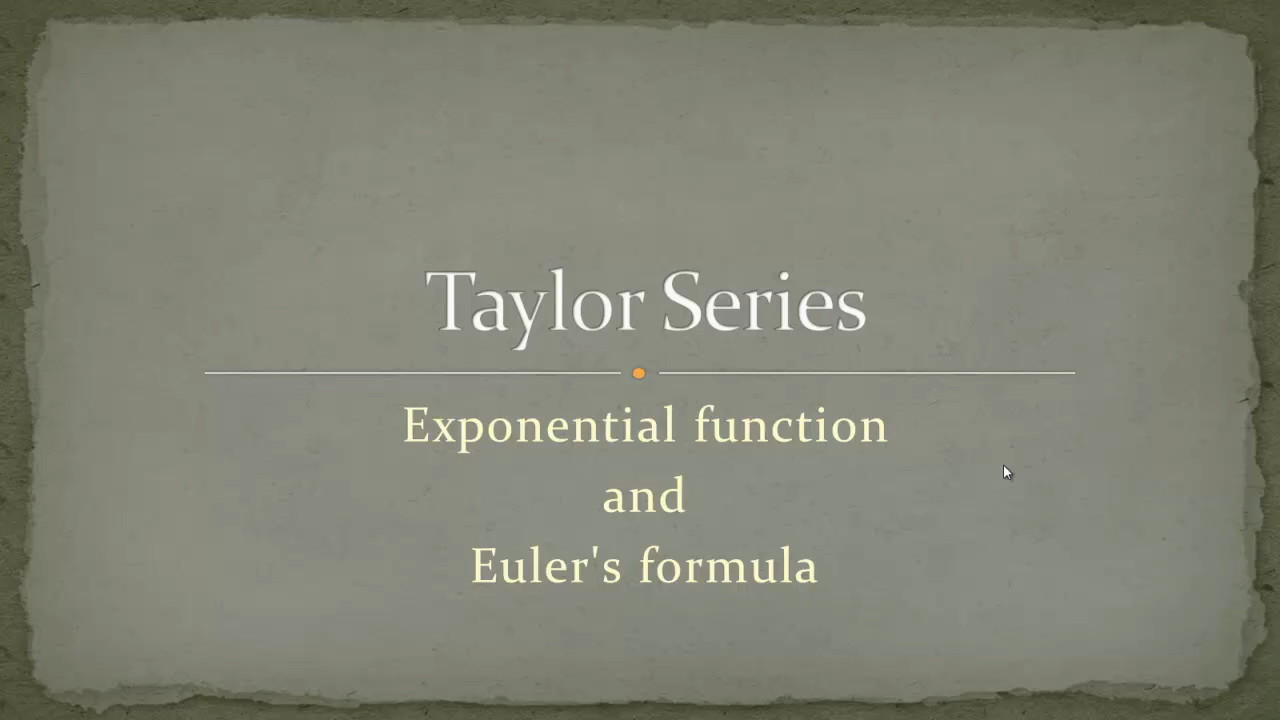 Taylor Series
Exponential function
and
Euler's formula